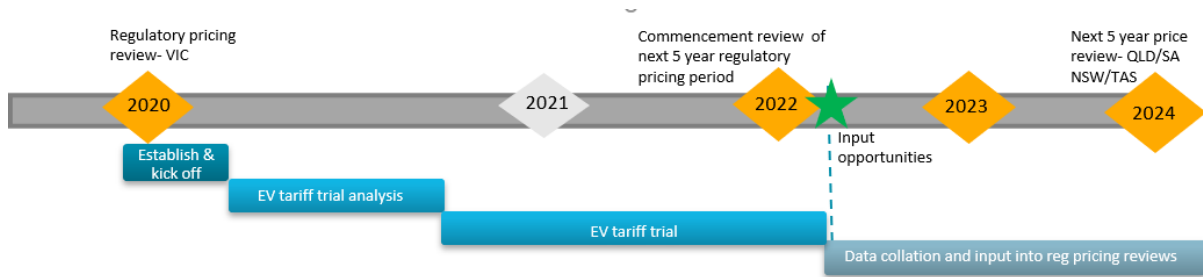 Regulatory pricing
review- VIC
Commencement review of
next 5 year regulatory
pricing period
Next 5 year price
review- QLD/SA
NSW/TAS
2020
2021
2022
2023
2024
Input
opportunities
Establish &
kick off
EV tariff trial analysis
EV tariff trial
Data collation and input into reg pricing reviews